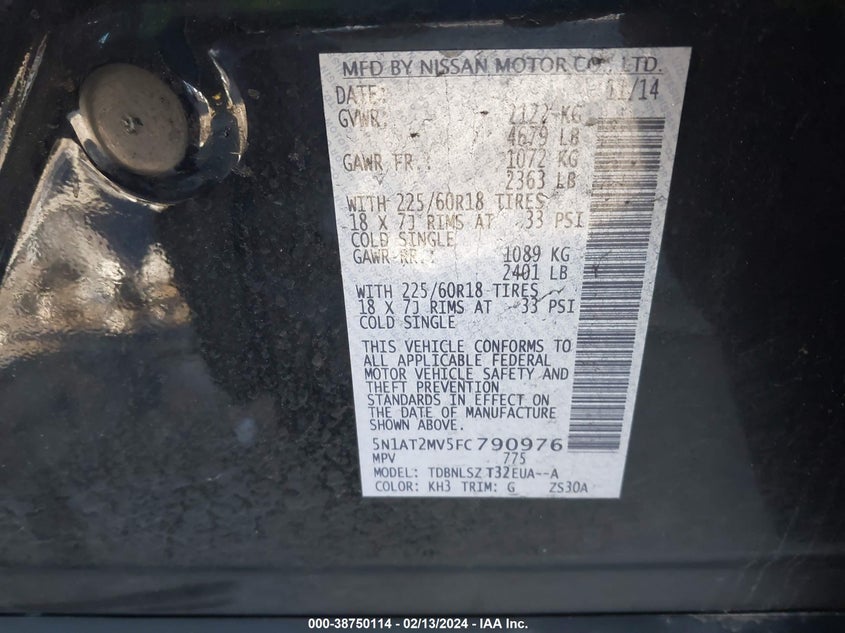 MFD BY NISSAN MOTOR CO., LTD.
DATE: 11/14
GVWR: 2122 KG
4679 LB
GAWR FR.: 1072 KG
2363 LB
WITH 225/60R18 TIRES
18 X 7J RIMS AT 33 PSI
COLD SINGLE
GAWR RR.: 1089 KG
2401 LB
WITH 225/60R18 TIRES
18 X 7J RIMS AT 33 PSI
COLD SINGLE
THIS VEHICLE CONFORMS TO
ALL APPLICABLE FEDERAL
MOTOR VEHICLE SAFETY AND
THEFT PREVENTION
STANDARDS IN EFFECT ON
THE DATE OF MANUFACTURE
SHOWN ABOVE
5N1AT2MV5FC790976
MPV 775
MODEL: TDBNLSZ T32EUA--A
COLOR: KH3 TRIM: G ZS30A
000-38750114 - 02/13/2024 - IAA Inc.